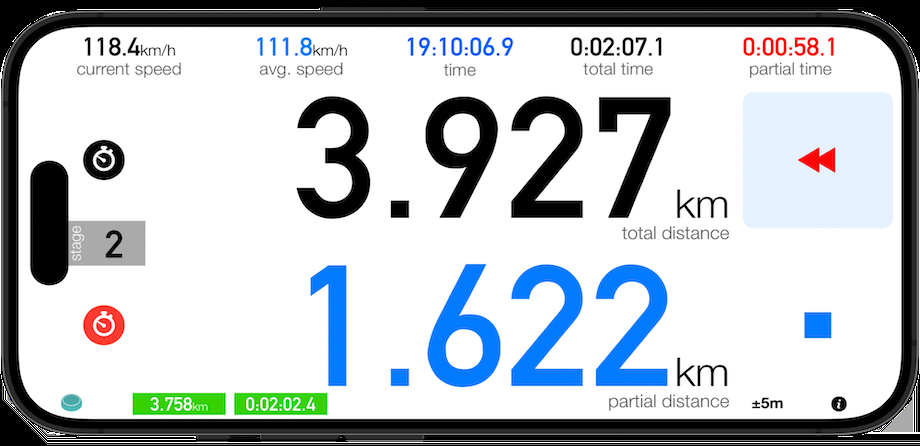 118.4km/h 111.8km/h 19:10:06.9 0:02:07.1 0:00:58.1
current speed avg. speed time total time partial time
3.927 km
total distance
stage 2
1.622 km
partial distance
3.758km 0:02:02.4 ±5m i